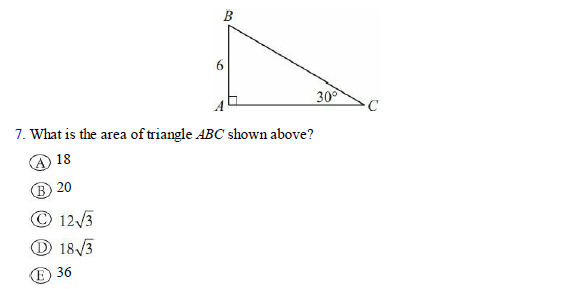 B
6
30°
A
C
7. What is the area of triangle ABC shown above?
A 18
B 20
C 12√3
D 18√3
E 36